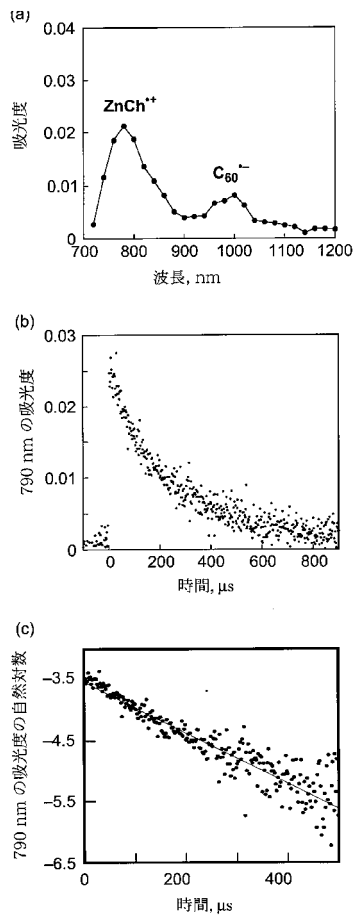 (a)
0.04
0.03
0.02
0.01
0
吸光度
ZnCh•+
C60•−
700 800 900 1000 1100 1200
波長, nm
(b)
0.03
0.02
0.01
0
790 nm の吸光度
0 200 400 600 800
時間, μs
(c)
−3.5
−4.5
−5.5
−6.5
790 nm の吸光度の自然対数
0 200 400
時間, μs